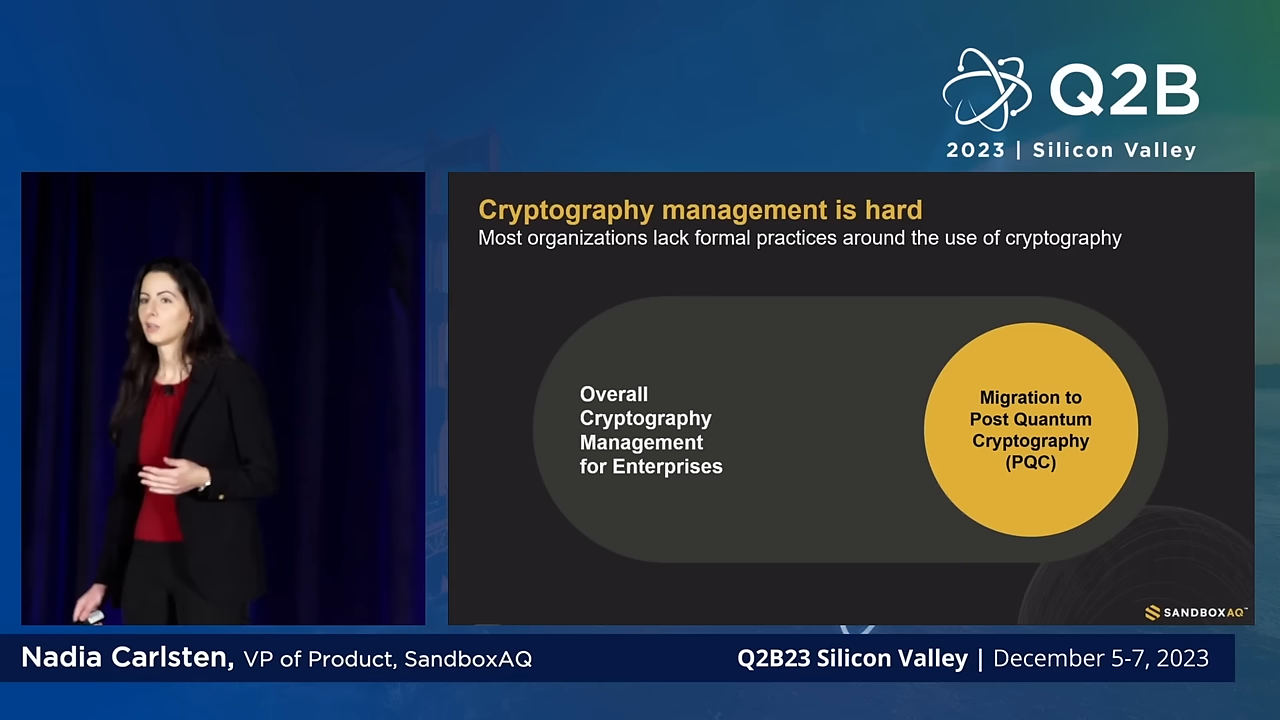 Q2B
2023 | Silicon Valley
Cryptography management is hard
Most organizations lack formal practices around the use of cryptography
Overall
Cryptography
Management
for Enterprises
Migration to
Post Quantum
Cryptography
(PQC)
SANDBOXAQ™
Nadia Carlsten, VP of Product, SandboxAQ
Q2B23 Silicon Valley | December 5-7, 2023